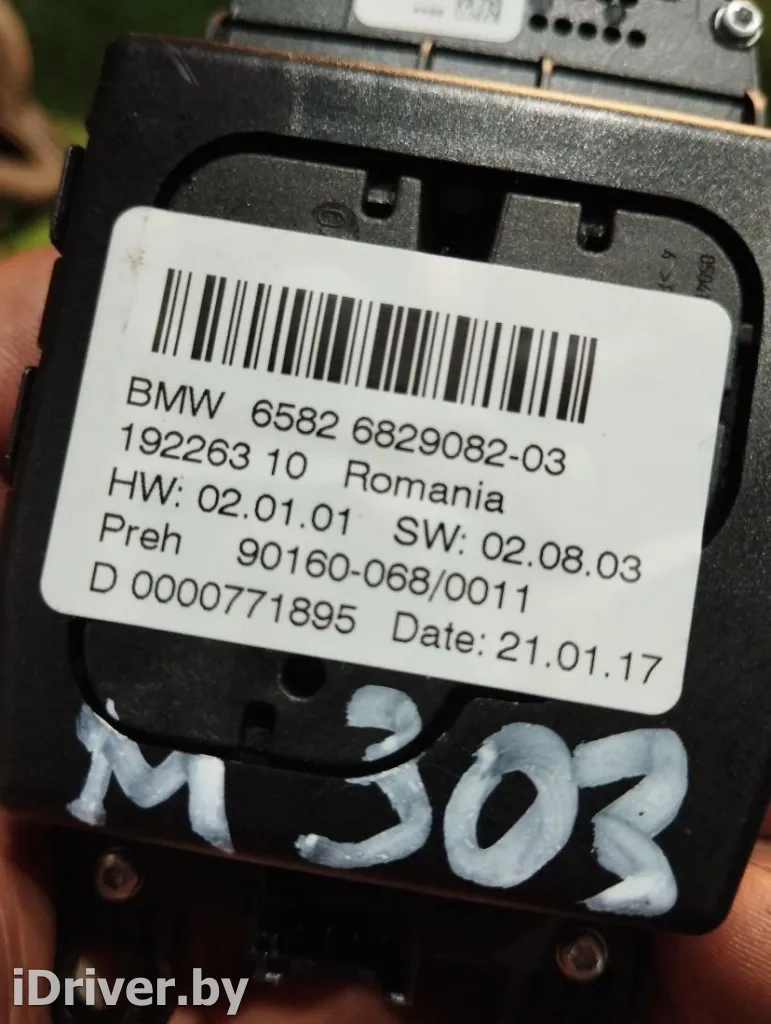 BMW 6582 6829082-03
192263 10 Romania
HW: 02.01.01 SW: 02.08.03
Preh 90160-068/0011
D 0000771895 Date: 21.01.17
M 303
iDriver.by